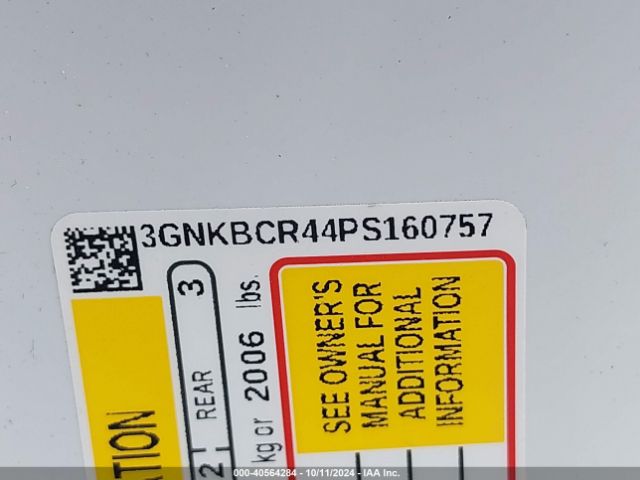 3GNKBCR44PS160757
ATION
2 REAR 3
kg or 2006 lbs.
SEE OWNER'S
MANUAL FOR
ADDITIONAL
INFORMATION
000-40564284 - 10/11/2024 - IAA Inc.